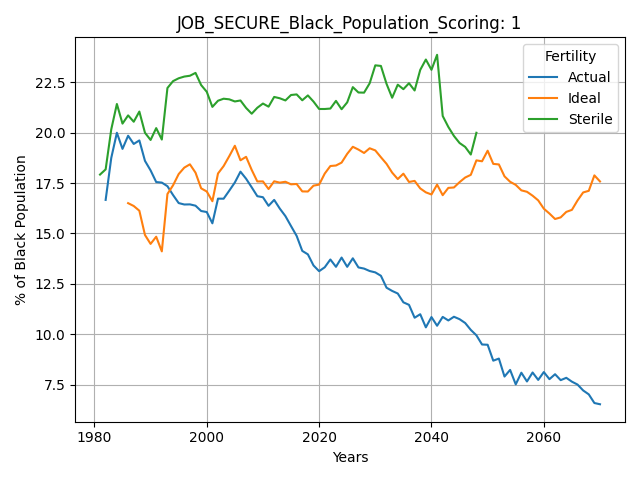 JOB_SECURE_Black_Population_Scoring: 1
Fertility
Actual
Ideal
Sterile
% of Black Population
22.5
20.0
17.5
15.0
12.5
10.0
7.5
1980
2000
2020
2040
2060
Years